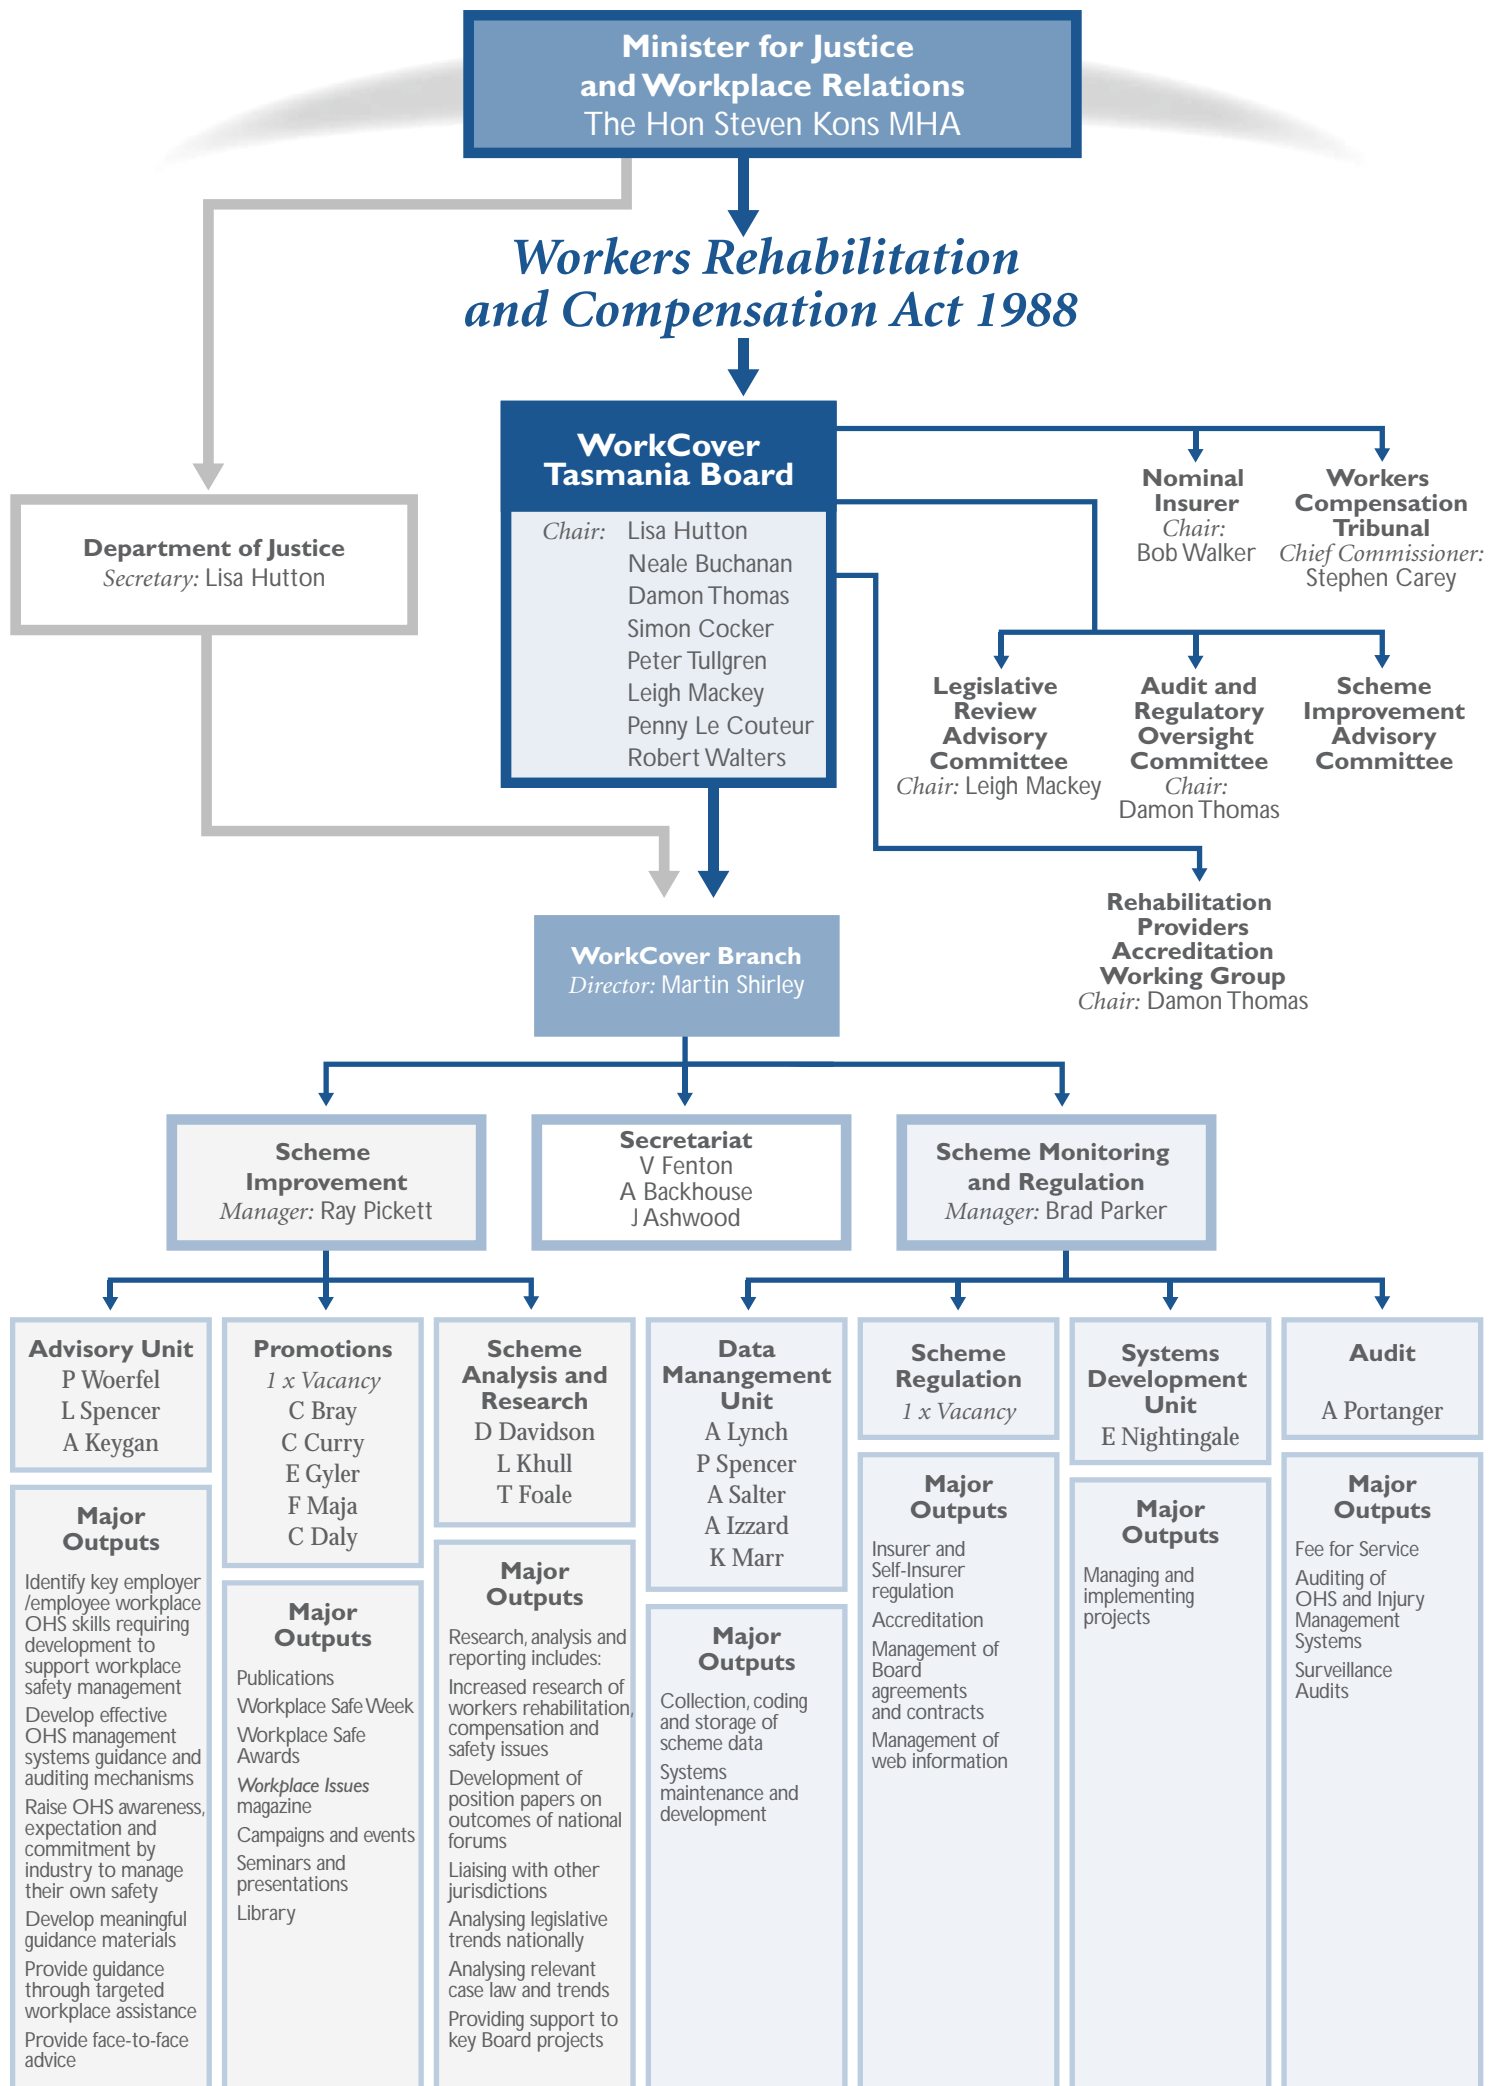 Minister for Justice
and Workplace Relations
The Hon Steven Kons MHA
Workers Rehabilitation
and Compensation Act 1988
WorkCover
Tasmania Board
Chair: Lisa Hutton
Neale Buchanan
Damon Thomas
Simon Cocker
Peter Tullgren
Leigh Mackey
Penny Le Couteur
Robert Walters
Nominal
Insurer
Chair:
Bob Walker
Workers
Compensation
Tribunal
Chief Commissioner:
Stephen Carey
Department of Justice
Secretary: Lisa Hutton
Legislative
Review
Advisory
Committee
Chair: Leigh Mackey
Audit and
Regulatory
Oversight
Committee
Chair:
Damon Thomas
Scheme
Improvement
Advisory
Committee
Rehabilitation
Providers
Accreditation
Working Group
Chair: Damon Thomas
WorkCover Branch
Director: Martin Shirley
Scheme
Improvement
Manager: Ray Pickett
Secretariat
V Fenton
A Backhouse
J Ashwood
Scheme Monitoring
and Regulation
Manager: Brad Parker
Advisory Unit
P Woerfel
L Spencer
A Keygan
Major
Outputs
Identify key employer
/employee workplace
OHS skills requiring
development to
support workplace
safety management
Develop effective
OHS management
systems guidance and
auditing mechanisms
Raise OHS awareness,
expectation and
commitment by
industry to manage
their own safety
Develop meaningful
guidance materials
Provide guidance
through targeted
workplace assistance
Provide face-to-face
advice
Promotions
1 x Vacancy
C Bray
C Curry
E Gyler
F Maja
C Daly
Major
Outputs
Publications
Workplace Safe Week
Workplace Safe
Awards
Workplace Issues
magazine
Campaigns and events
Seminars and
presentations
Library
Scheme
Analysis and
Research
D Davidson
L Khull
T Foale
Major
Outputs
Research, analysis and
reporting includes:
Increased research of
workers rehabilitation,
compensation and
safety issues
Development of
position papers on
outcomes of national
forums
Liaising with other
jurisdictions
Analysing legislative
trends nationally
Analysing relevant
case law and trends
Providing support to
key Board projects
Data
Manangement
Unit
A Lynch
P Spencer
A Salter
A Izzard
K Marr
Major
Outputs
Collection, coding
and storage of
scheme data
Systems
maintenance and
development
Scheme
Regulation
1 x Vacancy
Major
Outputs
Insurer and
Self-Insurer
regulation
Accreditation
Management of
Board
agreements
and contracts
Management of
web information
Systems
Development
Unit
E Nightingale
Major
Outputs
Managing and
implementing
projects
Audit
A Portanger
Major
Outputs
Fee for Service
Auditing of
OHS and Injury
Management
Systems
Surveillance
Audits